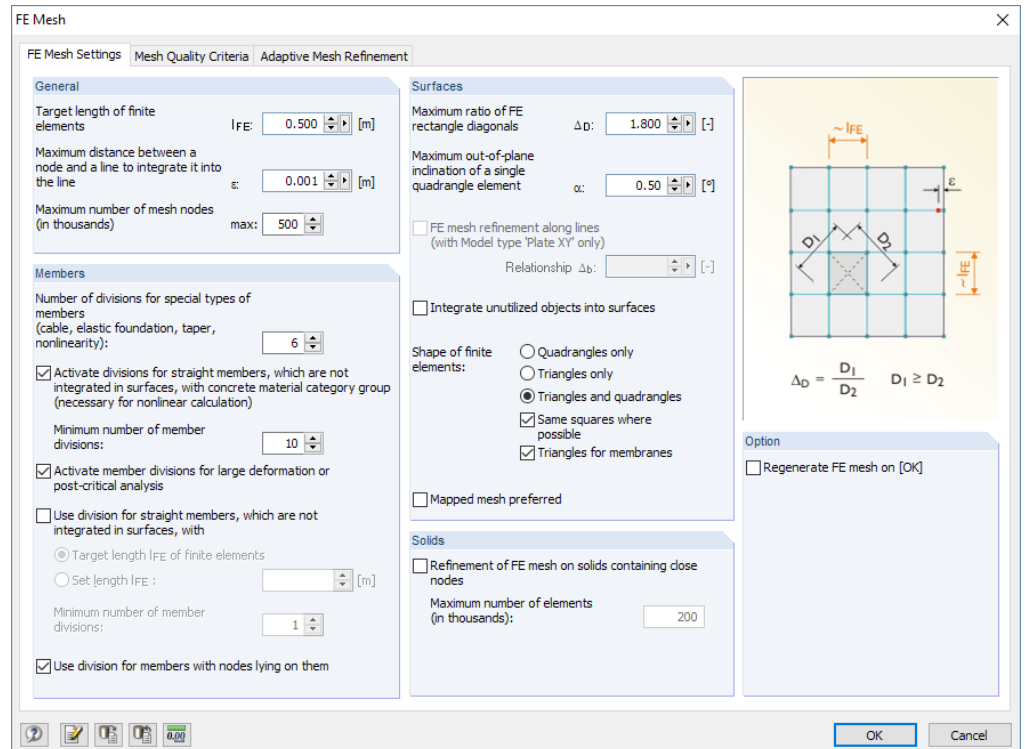 FE Mesh
FE Mesh Settings Mesh Quality Criteria Adaptive Mesh Refinement
General
Target length of finite
elements
lFE: 0.500 [m]
Maximum distance between a
node and a line to integrate it into
the line
ε: 0.001 [m]
Maximum number of mesh nodes
(in thousands) max: 500
Members
Number of divisions for special types of
members
(cable, elastic foundation, taper,
nonlinearity): 6
Activate divisions for straight members, which are not
integrated in surfaces, with concrete material category group
(necessary for nonlinear calculation)
Minimum number of member
divisions: 10
Activate member divisions for large deformation or
post-critical analysis
Use division for straight members, which are not
integrated in surfaces, with
Target length lFE of finite elements
Set length lFE : [m]
Minimum number of member
divisions: 1
Use division for members with nodes lying on them
Surfaces
Maximum ratio of FE
rectangle diagonals ΔD: 1.800 [-]
Maximum out-of-plane
inclination of a single
quadrangle element α: 0.50 [°]
FE mesh refinement along lines
(with Model type 'Plate XY' only)
Relationship Δb: [-]
Integrate unutilized objects into surfaces
Shape of finite
elements:
Quadrangles only
Triangles only
Triangles and quadrangles
Same squares where
possible
Triangles for membranes
Mapped mesh preferred
Solids
Refinement of FE mesh on solids containing close
nodes
Maximum number of elements
(in thousands): 200
~ lFE
ε
D1 D2
~ lFE
ΔD = D1 / D2 D1 ≥ D2
Option
Regenerate FE mesh on [OK]
0.00
OK Cancel